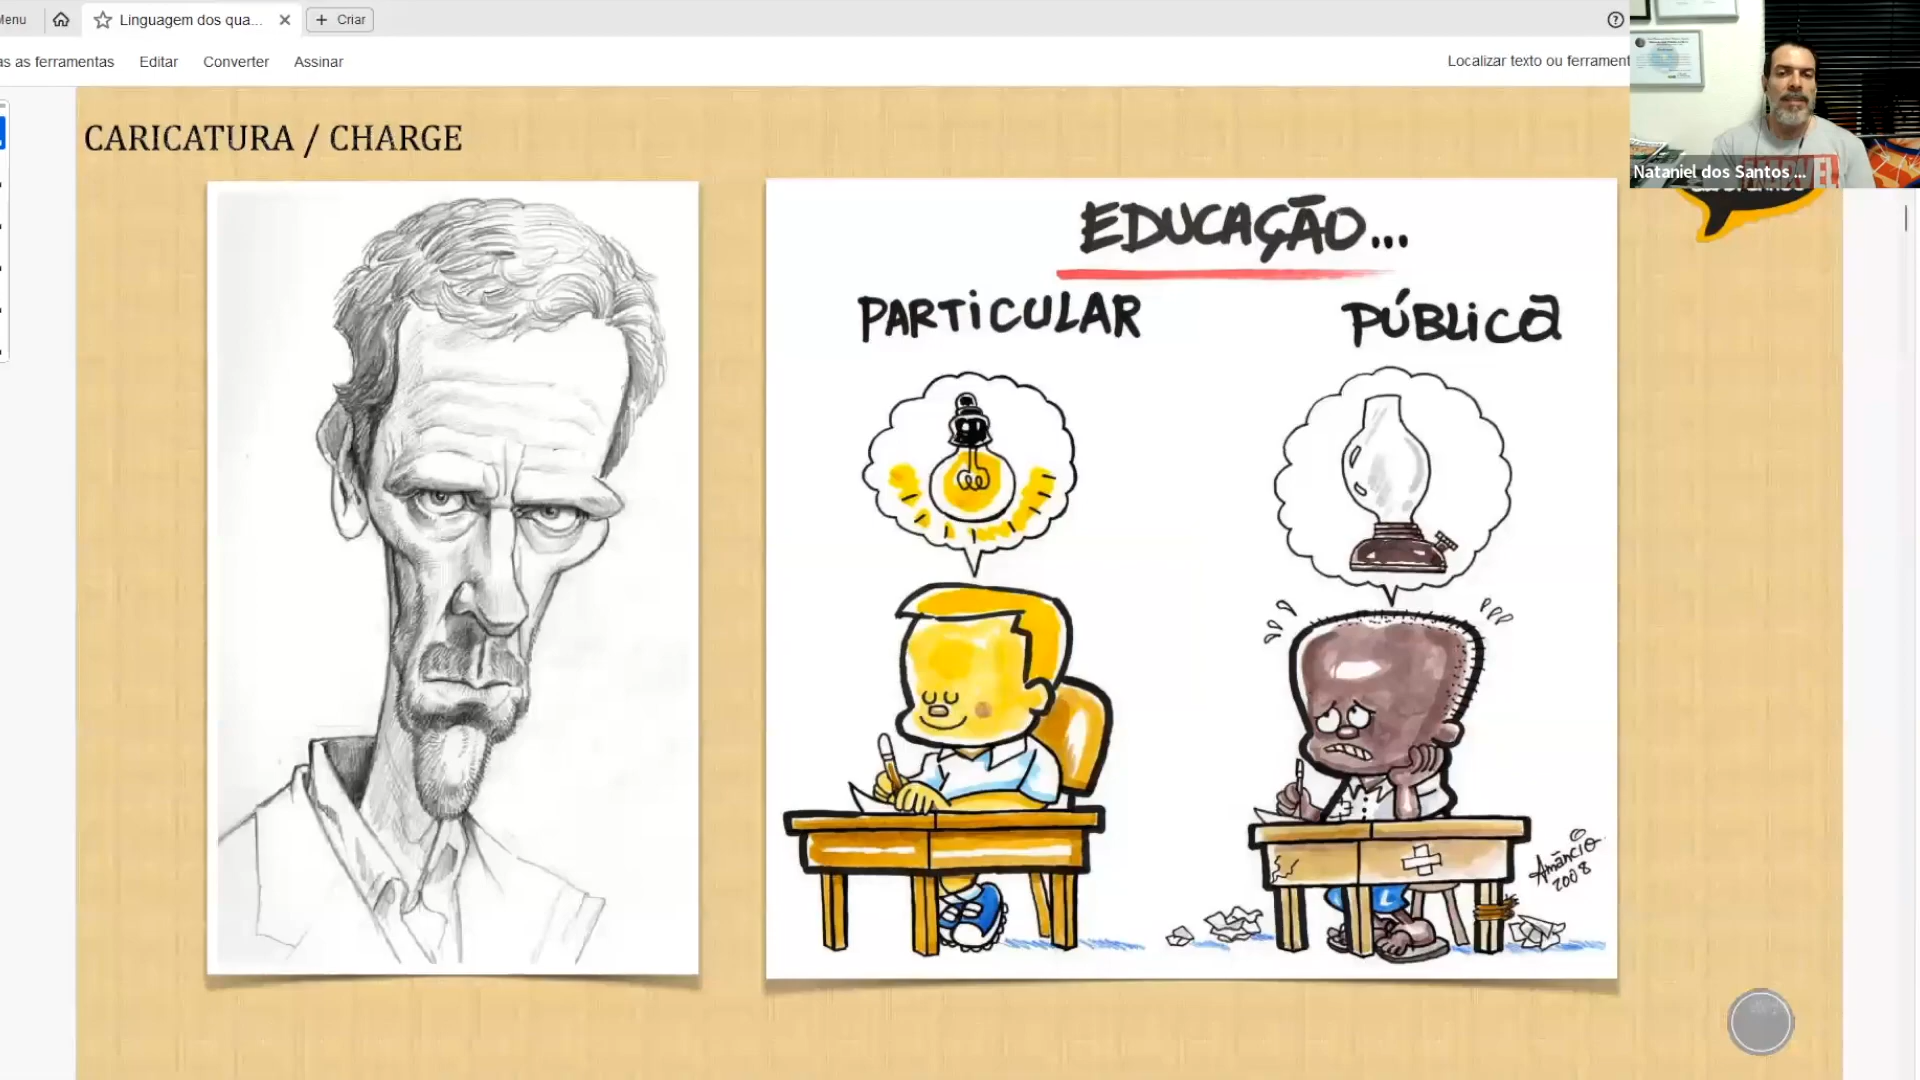 Menu
Linguagem dos qua...
Criar
as as ferramentas
Editar
Converter
Assinar
Localizar texto ou ferrament
Nataniel dos Santos ...
CARICATURA / CHARGE
EDUCAÇÃO...
PARTICULAR
PÚBLICA
Amâncio
2008